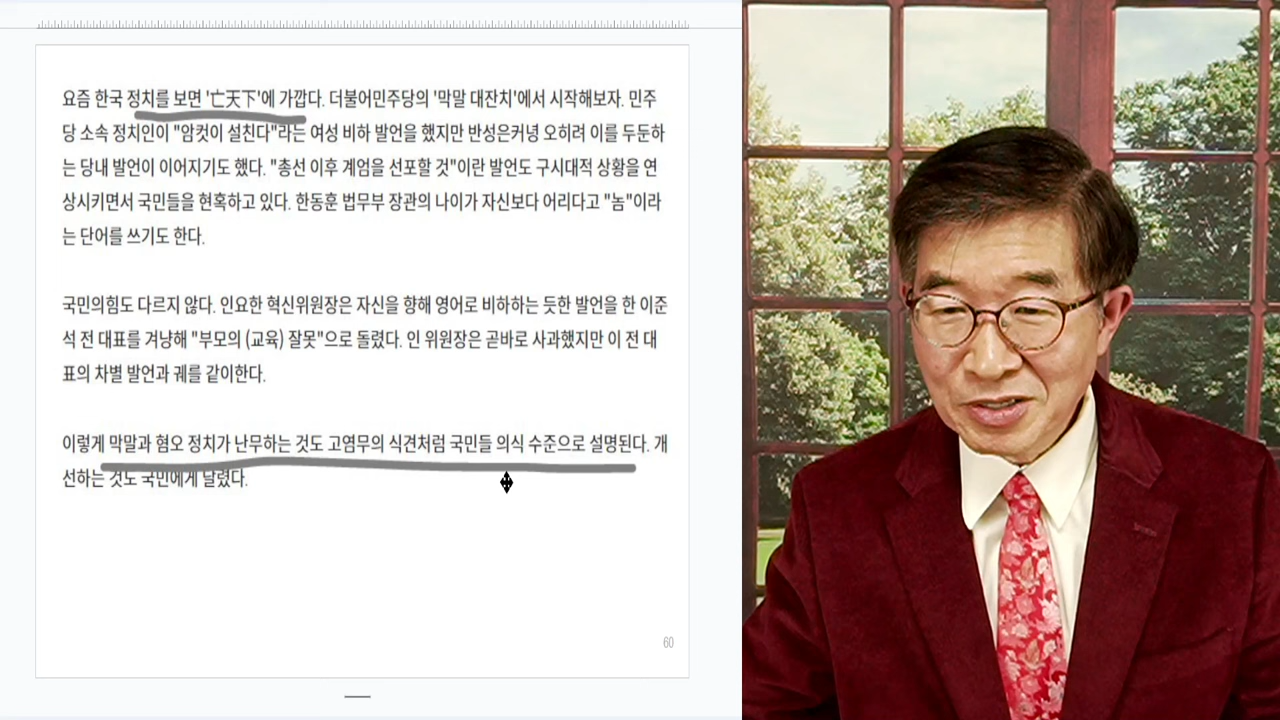 요즘 한국 정치를 보면 '亡天下'에 가깝다. 더불어민주당의 '막말 대잔치'에서 시작해보자. 민주
당 소속 정치인이 "암컷이 설친다"라는 여성 비하 발언을 했지만 반성은커녕 오히려 이를 두둔하
는 당내 발언이 이어지기도 했다. "총선 이후 계엄을 선포할 것"이란 발언도 구시대적 상황을 연
상시키면서 국민들을 현혹하고 있다. 한동훈 법무부 장관의 나이가 자신보다 어리다고 "놈"이라
는 단어를 쓰기도 한다.
국민의힘도 다르지 않다. 인요한 혁신위원장은 자신을 향해 영어로 비하하는 듯한 발언을 한 이준
석 전 대표를 겨냥해 "부모의 (교육) 잘못"으로 돌렸다. 인 위원장은 곧바로 사과했지만 이 전 대
표의 차별 발언과 궤를 같이한다.
이렇게 막말과 혐오 정치가 난무하는 것도 고염무의 식견처럼 국민들 의식 수준으로 설명된다. 개
선하는 것도 국민에게 달렸다.
60